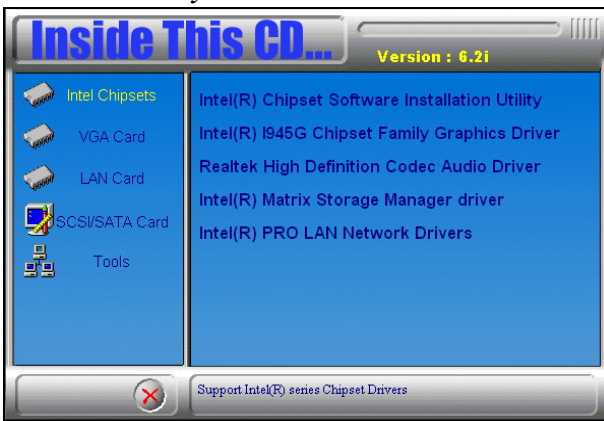 Inside This CD...
Version : 6.2i
Intel Chipsets
VGA Card
LAN Card
SCSI/SATA Card
Tools
Intel(R) Chipset Software Installation Utility
Intel(R) I945G Chipset Family Graphics Driver
Realtek High Definition Codec Audio Driver
Intel(R) Matrix Storage Manager driver
Intel(R) PRO LAN Network Drivers
Support Intel(R) series Chipset Drivers